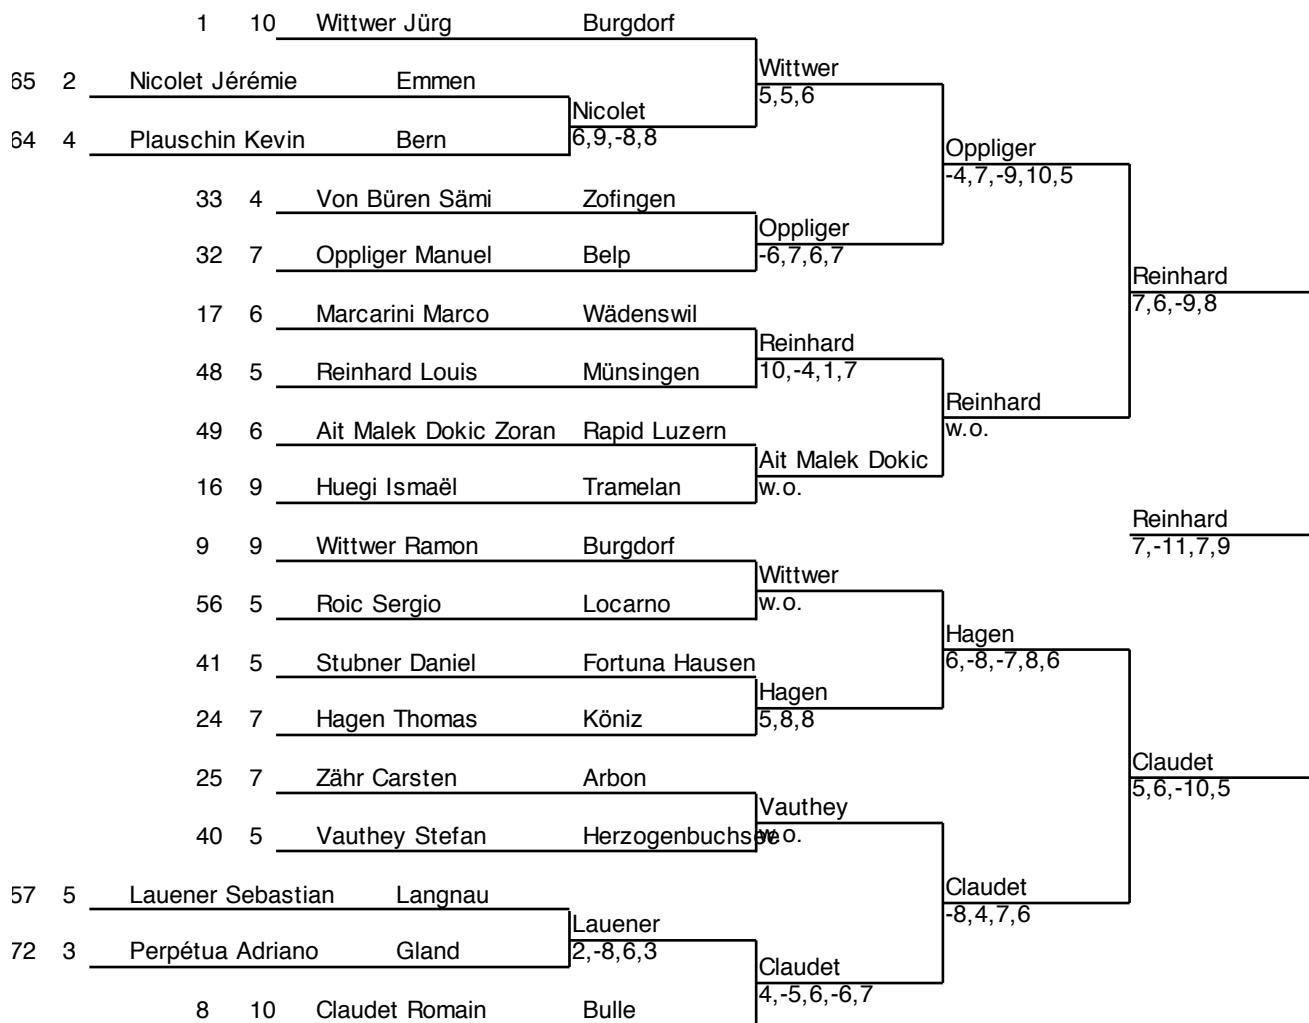 1 10 Wittwer Jürg Burgdorf
Wittwer
5,5,6
65 2 Nicolet Jérémie Emmen
Nicolet
6,9,-8,8
64 4 Plauschin Kevin Bern
Oppliger
-4,7,-9,10,5
33 4 Von Büren Sämi Zofingen
Oppliger
-6,7,6,7
32 7 Oppliger Manuel Belp
Reinhard
7,6,-9,8
17 6 Marcarini Marco Wädenswil
Reinhard
10,-4,1,7
48 5 Reinhard Louis Münsingen
Reinhard
w.o.
49 6 Ait Malek Dokic Zoran Rapid Luzern
Ait Malek Dokic
w.o.
16 9 Huegi Ismaël Tramelan
Reinhard
7,-11,7,9
9 9 Wittwer Ramon Burgdorf
Wittwer
w.o.
56 5 Roic Sergio Locarno
Hagen
6,-8,-7,8,6
41 5 Stubner Daniel Fortuna Hausen
Hagen
5,8,8
24 7 Hagen Thomas Köniz
Claudet
5,6,-10,5
25 7 Zähr Carsten Arbon
Vauthey
w.o.
40 5 Vauthey Stefan Herzogenbuchsee
Claudet
-8,4,7,6
57 5 Lauener Sebastian Langnau
Lauener
2,-8,6,3
72 3 Perpétua Adriano Gland
Claudet
4,-5,6,-6,7
8 10 Claudet Romain Bulle